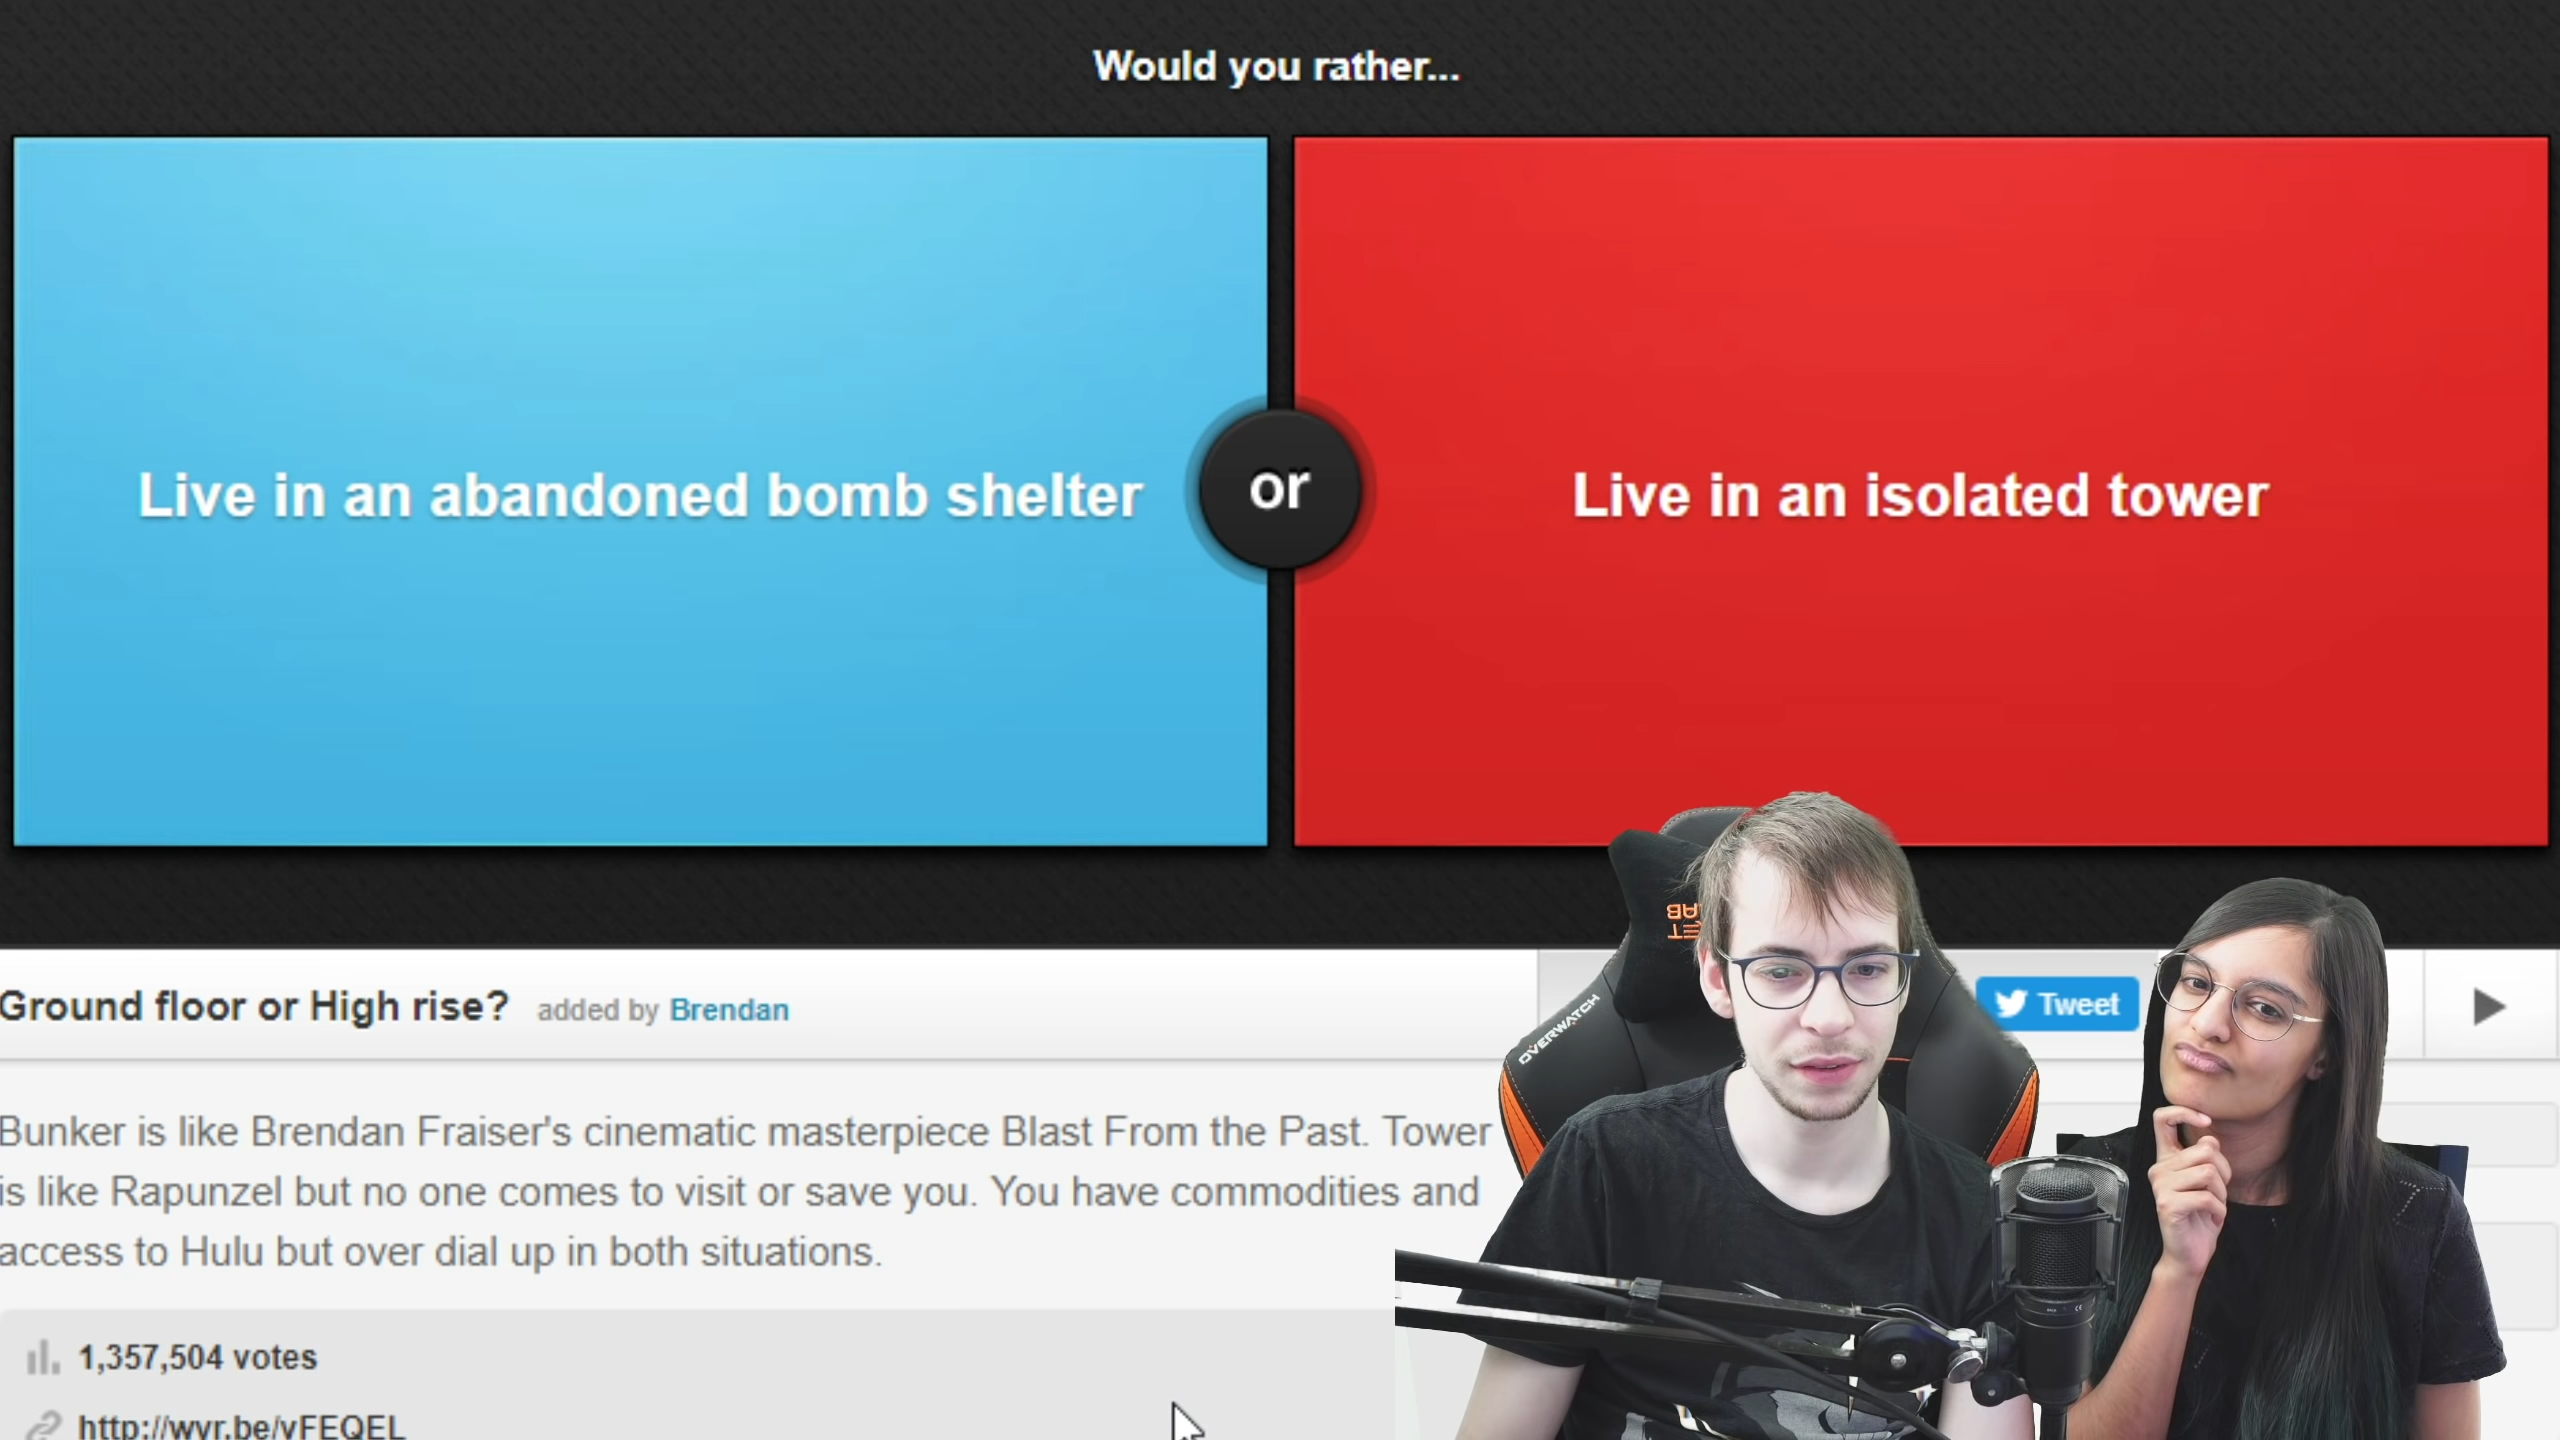 Would you rather...
Live in an abandoned bomb shelter
or
Live in an isolated tower
Ground floor or High rise? added by Brendan
Tweet
OVERWATCH
Bunker is like Brendan Fraiser's cinematic masterpiece Blast From the Past. Tower
is like Rapunzel but no one comes to visit or save you. You have commodities and
access to Hulu but over dial up in both situations.
1,357,504 votes
http://wyr.be/vFEQEL